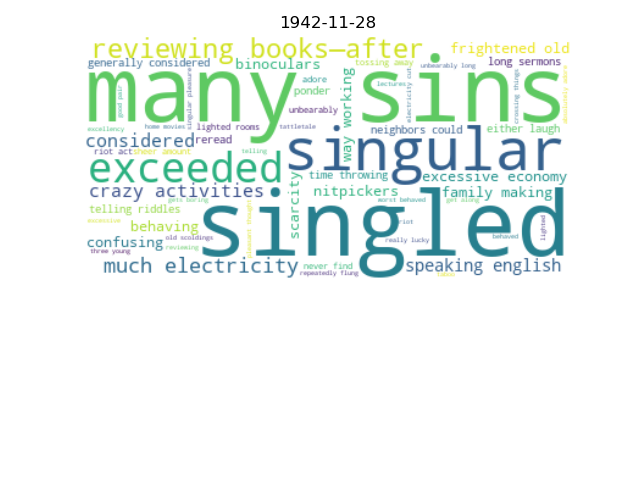 1942-11-28
reviewing books—after
frightened old
generally considered
binoculars
tossing away
unbearably long
long sermons
many sins
good pair
singular pleasure
adore
ponder
lectures
electricity cut
crossing things
absolutely adore
unbearably
way working
excellency
home movies
lighted rooms
tattletale
neighbors could
either laugh
considered
reread
singular
riot act
sheer amount
telling
exceeded
time throwing
excessive economy
crazy activities
scarcity
nitpickers
family making
gets boring
worst behaved
get along
telling riddles
singled
excessive
behaving
riot
lighted
confusing
old scoldings
reviewing
really lucky
behaved
three young
much electricity
never find
speaking english
repeatedly flung